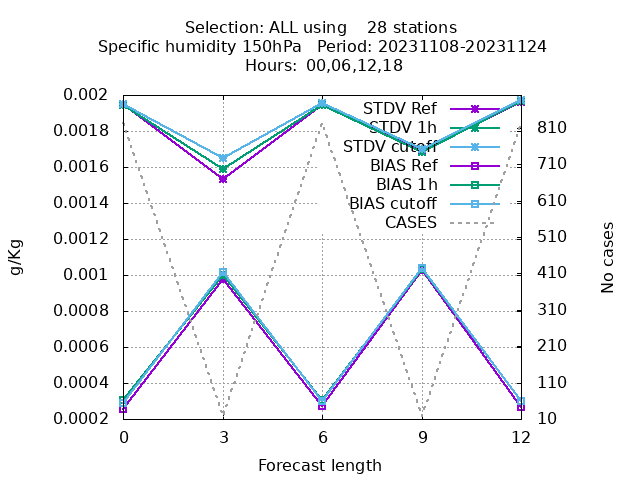 Selection: ALL using    28 stations
Specific humidity 150hPa   Period: 20231108-20231124
Hours:  00,06,12,18
0.002
0.0018
0.0016
0.0014
0.0012
0.001
0.0008
0.0006
0.0004
0.0002
g/Kg
STDV Ref
STDV 1h
STDV cutoff
BIAS Ref
BIAS 1h
BIAS cutoff
CASES
810
710
610
510
410
310
210
110
10
No cases
0 3 6 9 12
Forecast length